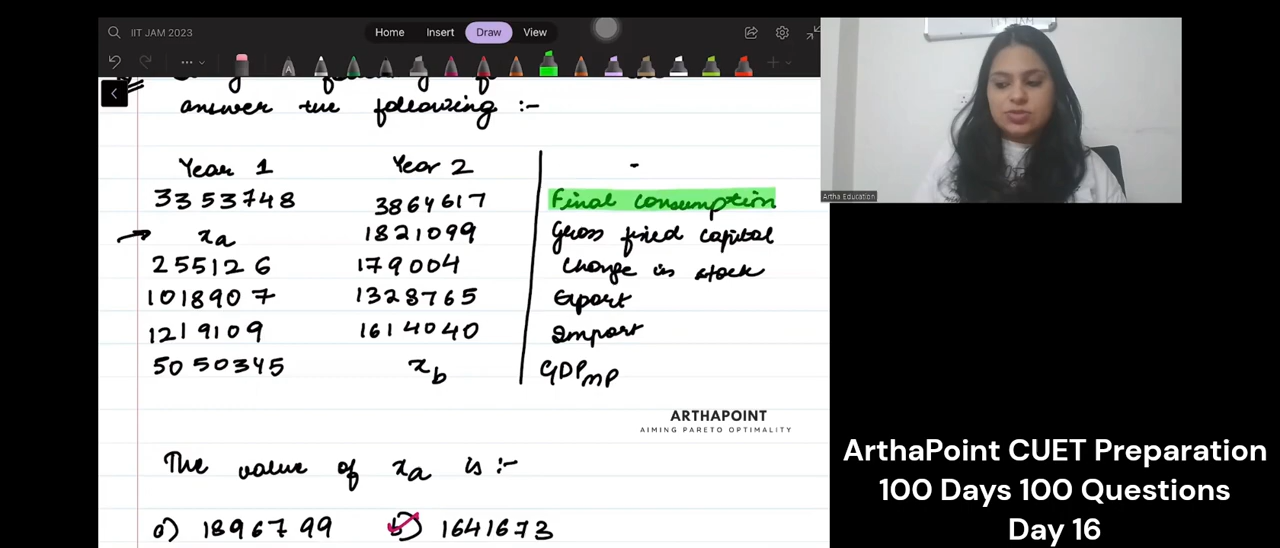 IIT JAM 2023
Home Insert Draw View
answer the following :-
Year 1 Year 2 -
3353748 3864617 Final consumption
xa 1821099 Gross fixed capital
255126 179004 Change in stock
1018907 1328765 Export
1219109 1614040 Import
5050345 xb GDPMP
ARTHAPOINT
AIMING PARETO OPTIMALITY
The value of xa is :-
a) 1896799 b) 1641673
Artha Education
ArthaPoint CUET Preparation
100 Days 100 Questions
Day 16